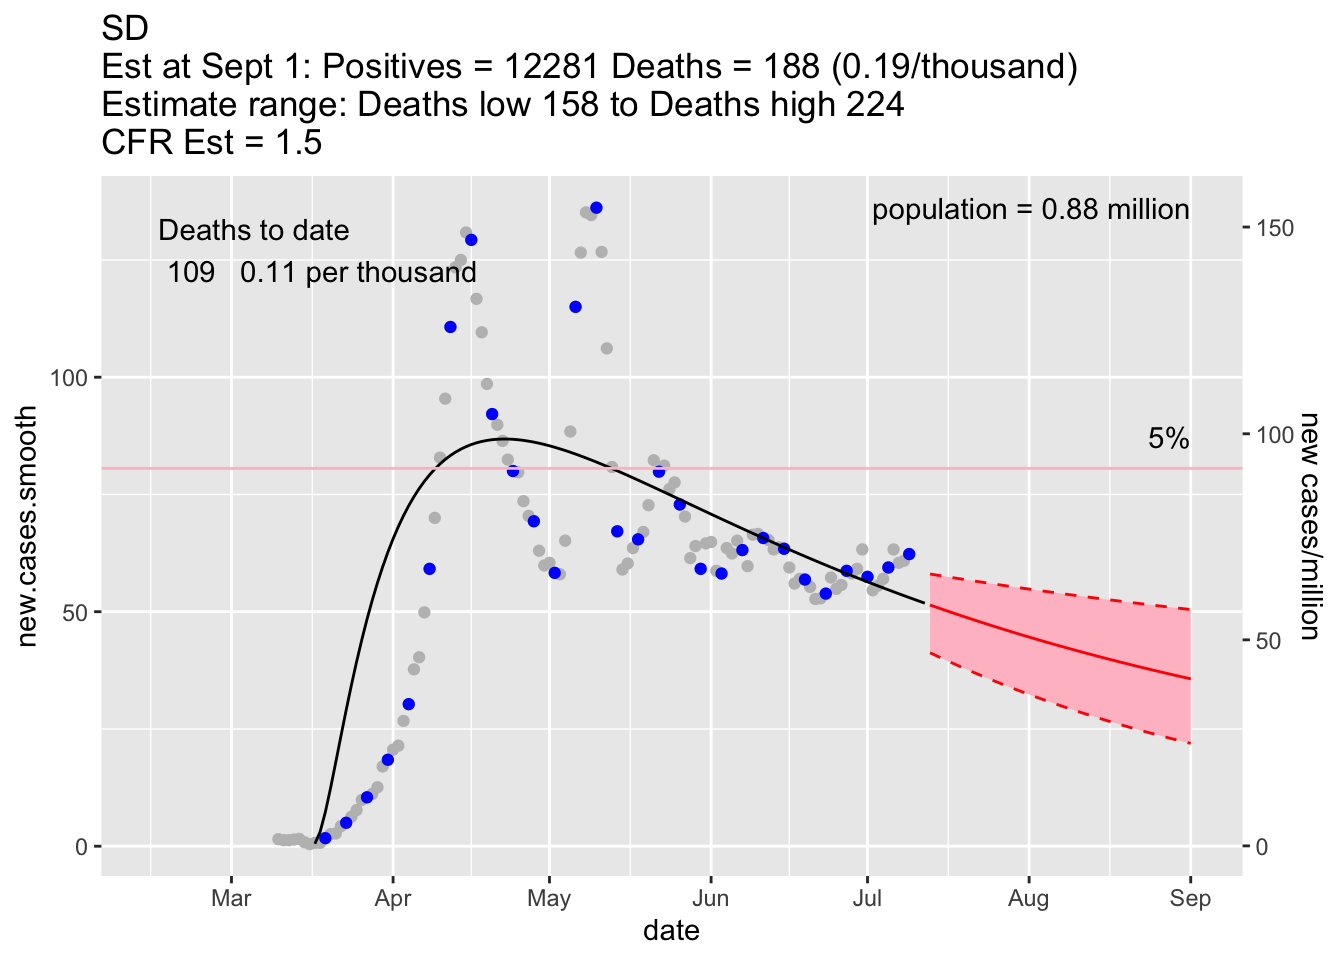 SD
Est at Sept 1: Positives = 12281 Deaths = 188 (0.19/thousand)
Estimate range: Deaths low 158 to Deaths high 224
CFR Est = 1.5
population = 0.88 million
Deaths to date
109 0.11 per thousand
5%
100
50
0
new.cases.smooth
150
100
50
0
new cases/million
Mar Apr May Jun Jul Aug Sep
date